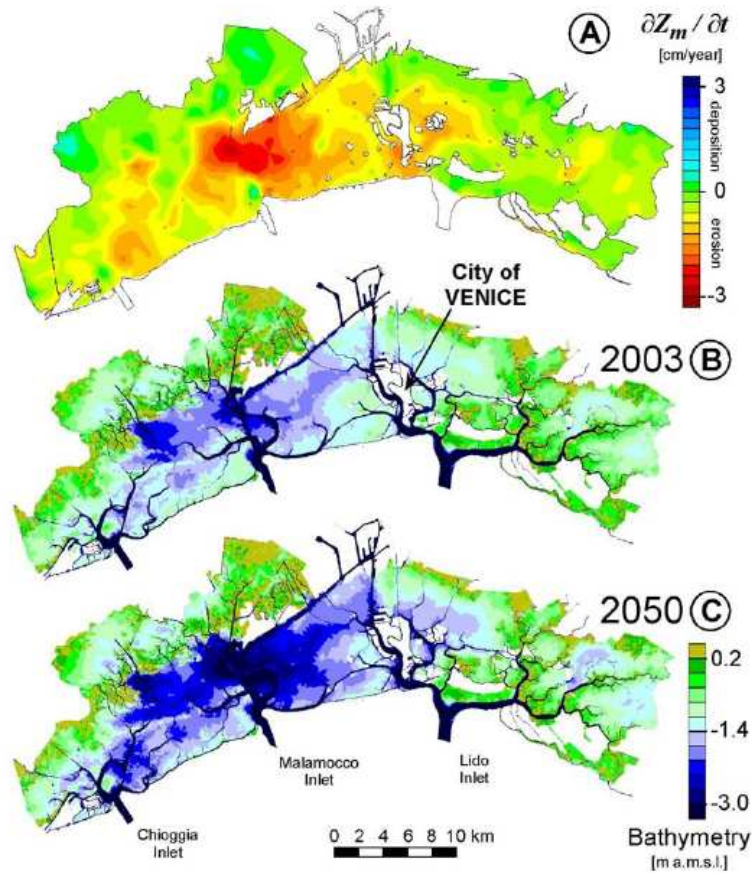 A
∂Zm / ∂t
[cm/year]
3
deposition
0
erosion
-3
City of
VENICE
2003 B
2050 C
0.2
-1.4
-3.0
Malamocco
Inlet
Lido
Inlet
Chioggia
Inlet
0 2 4 6 8 10 km
Bathymetry
[m a.m.s.l.]